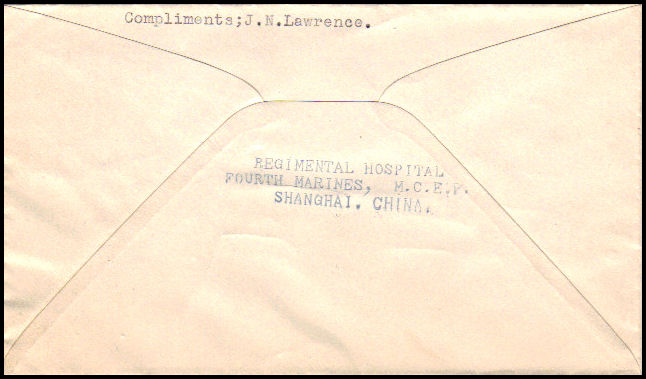 Compliments;J.N.Lawrence.
REGIMENTAL HOSPITAL
FOURTH MARINES, M.C.E.F.
SHANGHAI. CHINA.